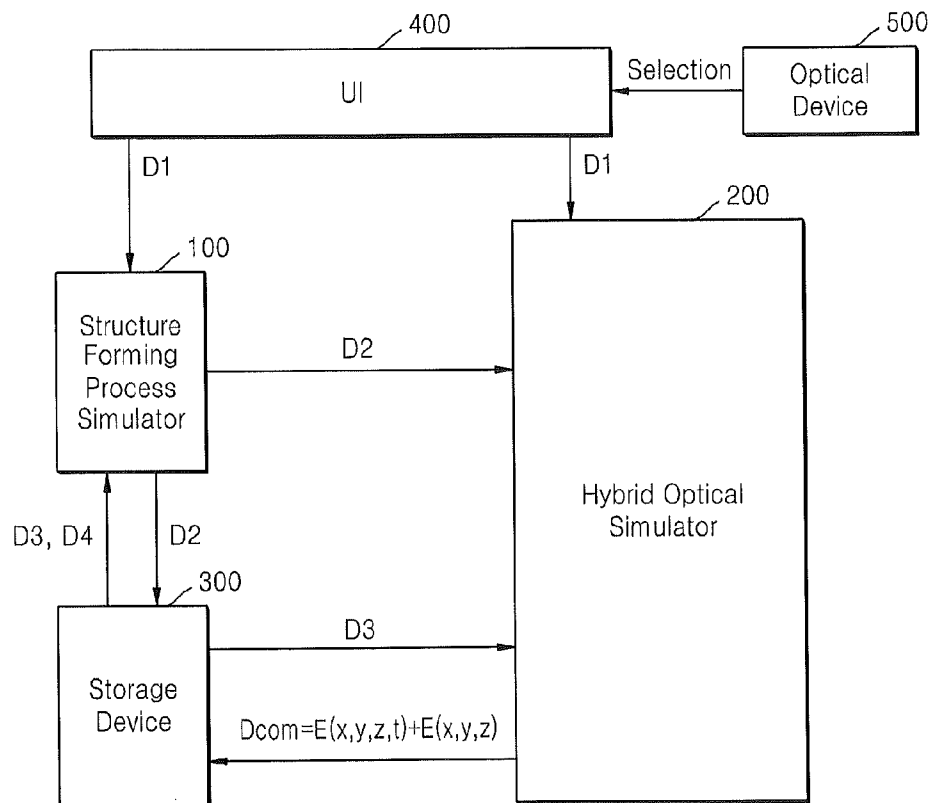 400
500
UI
Selection
Optical
Device
D1
D1
200
100
Structure
Forming
Process
Simulator
D2
Hybrid Optical
Simulator
D3, D4
D2
300
D3
Storage
Device
Dcom=E(x,y,z,t)+E(x,y,z)